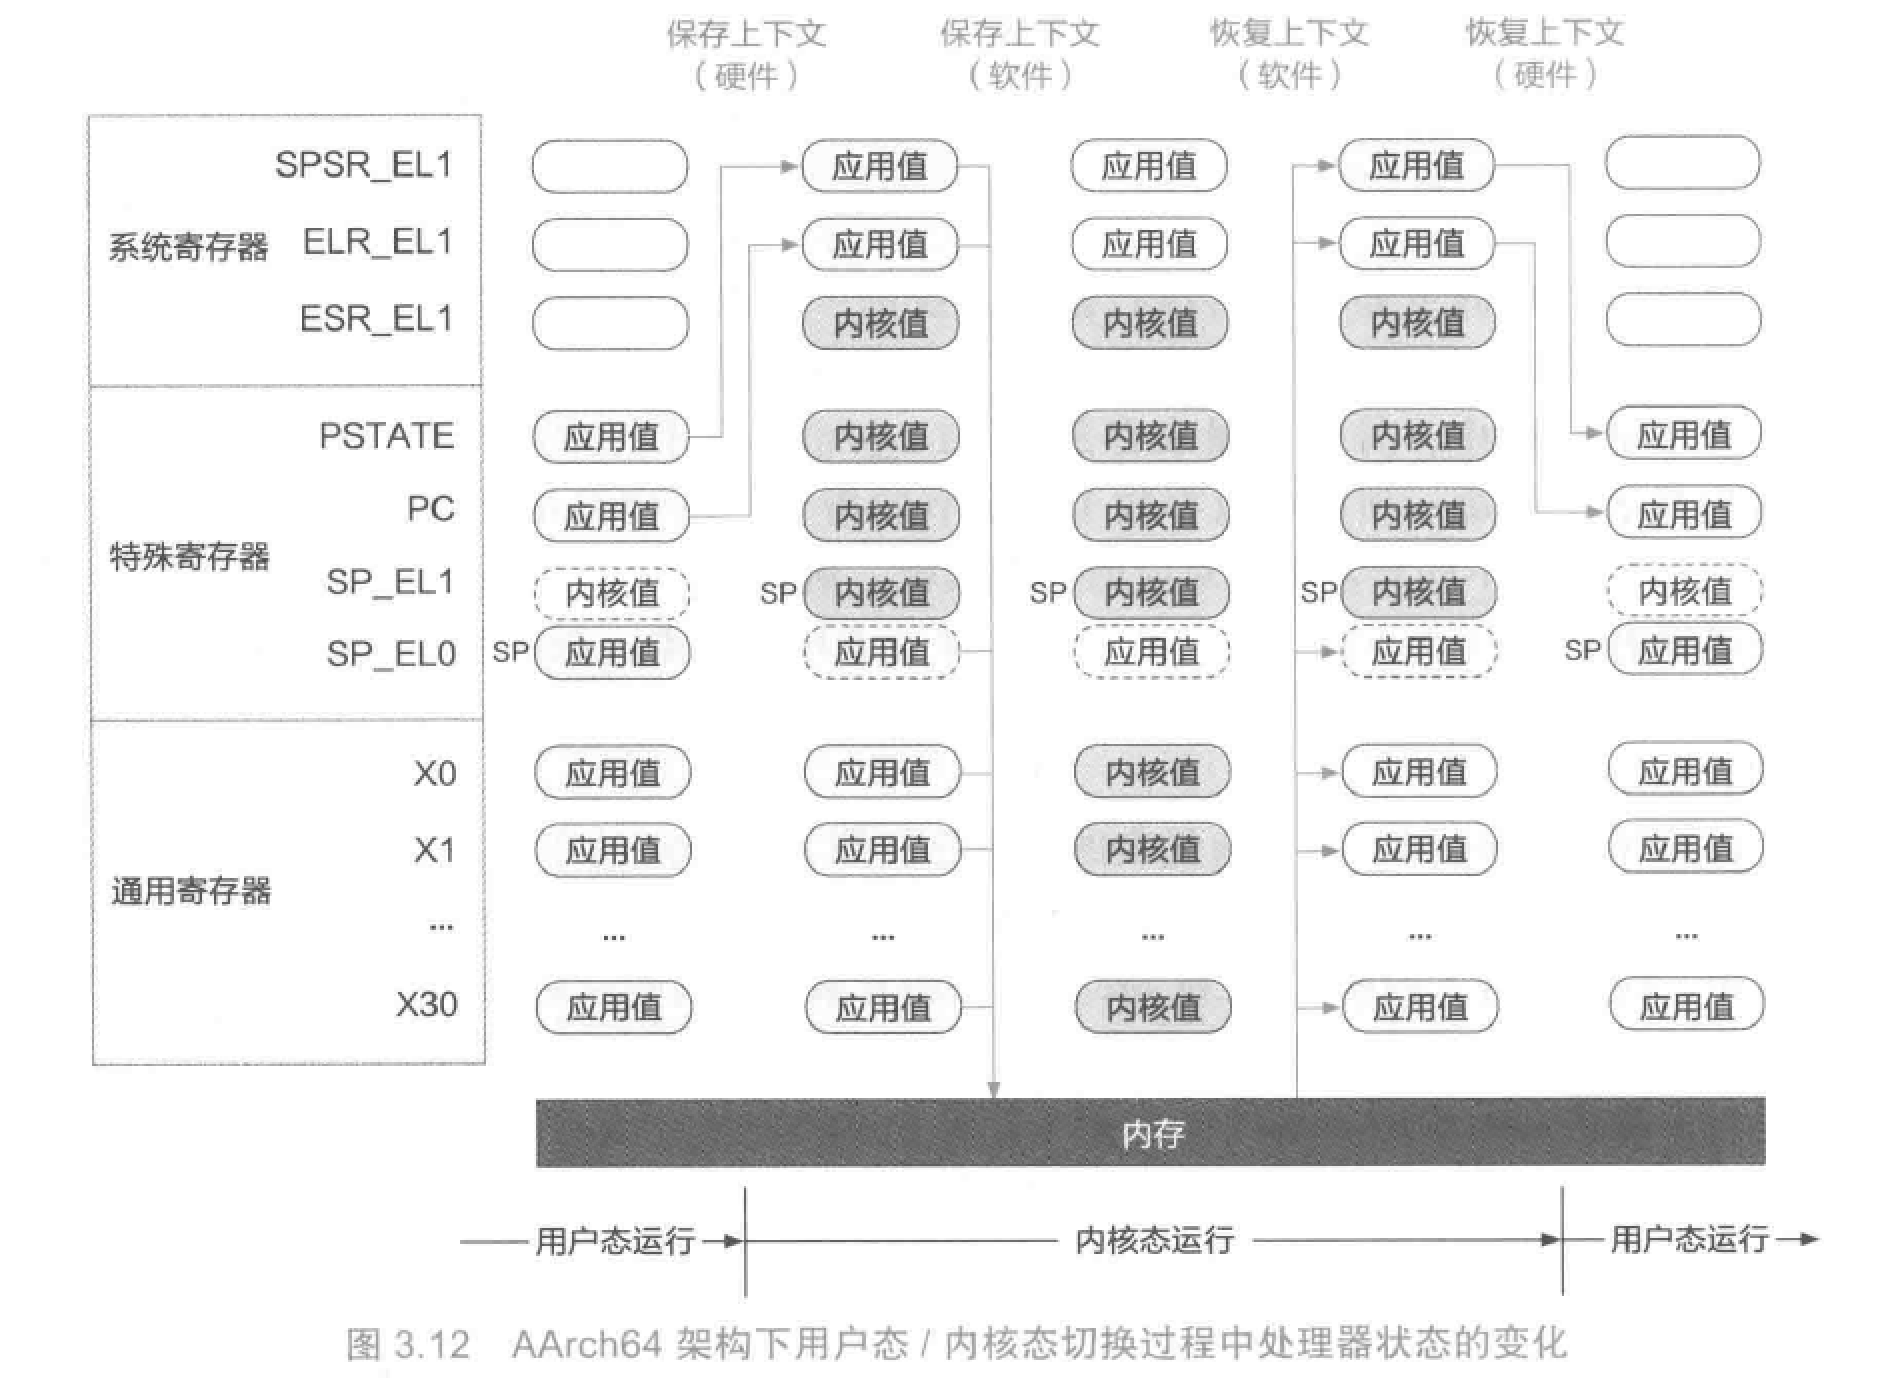 保存上下文 保存上下文 恢复上下文 恢复上下文
（硬件） （软件） （软件） （硬件）
SPSR_EL1 应用值 应用值 应用值
系统寄存器 ELR_EL1 应用值 应用值 应用值
ESR_EL1 内核值 内核值 内核值
PSTATE 应用值 内核值 内核值 内核值 应用值
PC 应用值 内核值 内核值 内核值 应用值
特殊寄存器
SP_EL1 内核值 SP 内核值 SP 内核值 SP 内核值 内核值
SP_EL0 SP 应用值 应用值 应用值 应用值 SP 应用值
X0 应用值 应用值 内核值 应用值 应用值
X1 应用值 应用值 内核值 应用值 应用值
通用寄存器
... ... ... ... ... ...
X30 应用值 应用值 内核值 应用值 应用值
内存
用户态运行 内核态运行 用户态运行
图 3.12 AArch64 架构下用户态 / 内核态切换过程中处理器状态的变化